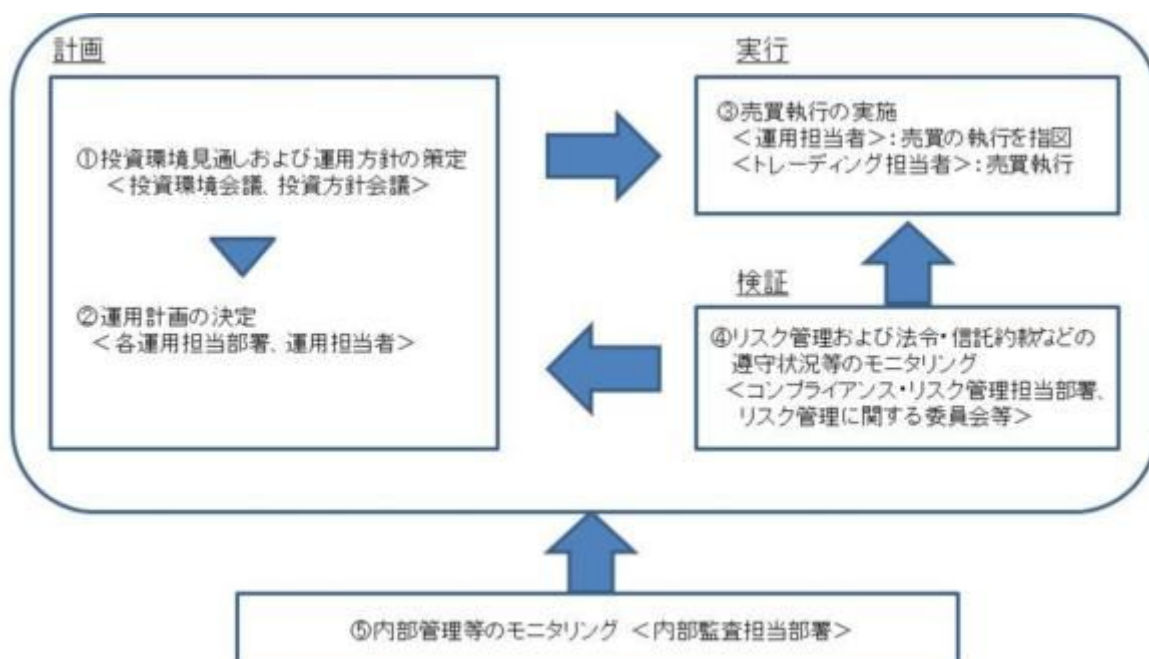 計画
①投資環境見通しおよび運用方針の策定
<投資環境会議、投資方針会議>
②運用計画の決定
<各運用担当部署、運用担当者>
実行
③売買執行の実施
<運用担当者>:売買の執行を指図
<トレーディング担当者>:売買執行
検証
④リスク管理および法令・信託約款などの
遵守状況等のモニタリング
<コンプライアンス・リスク管理担当部署、
リスク管理に関する委員会等>
⑤内部管理等のモニタリング <内部監査担当部署>